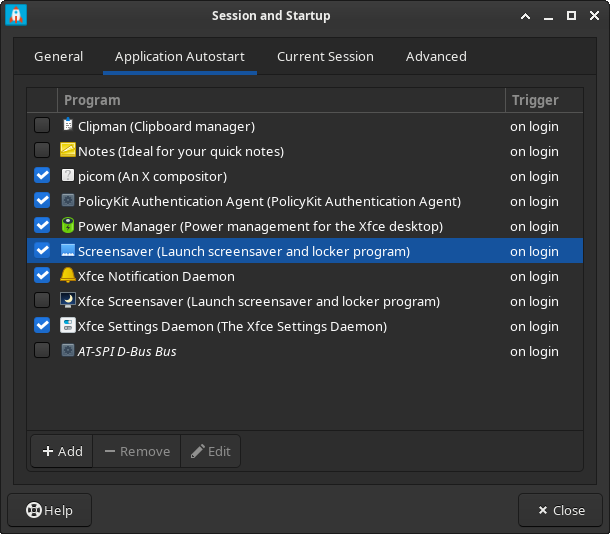 Session and Startup
General Application Autostart Current Session Advanced
Program Trigger
Clipman (Clipboard manager) on login
Notes (Ideal for your quick notes) on login
picom (An X compositor) on login
PolicyKit Authentication Agent (PolicyKit Authentication Agent) on login
Power Manager (Power management for the Xfce desktop) on login
Screensaver (Launch screensaver and locker program) on login
Xfce Notification Daemon on login
Xfce Screensaver (Launch screensaver and locker program) on login
Xfce Settings Daemon (The Xfce Settings Daemon) on login
AT-SPI D-Bus Bus on login
Add Remove Edit
Help Close